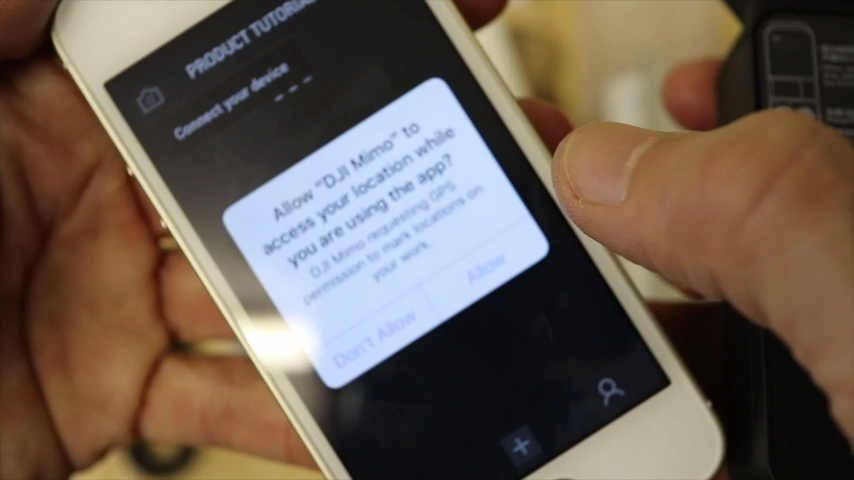 PRODUCT TUTORIAL
Connect your device
Allow "DJI Mimo" to
access your location while
you are using the app?
DJI Mimo requesting GPS
permission to mark locations on
your work.
Don't Allow
Allow